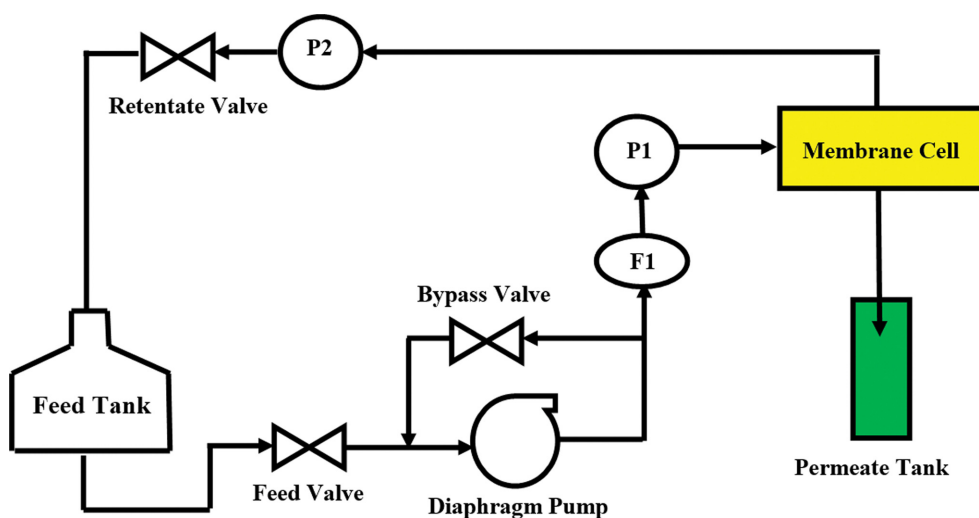 P2
Retentate Valve
P1
Membrane Cell
F1
Bypass Valve
Feed Tank
Feed Valve
Diaphragm Pump
Permeate Tank